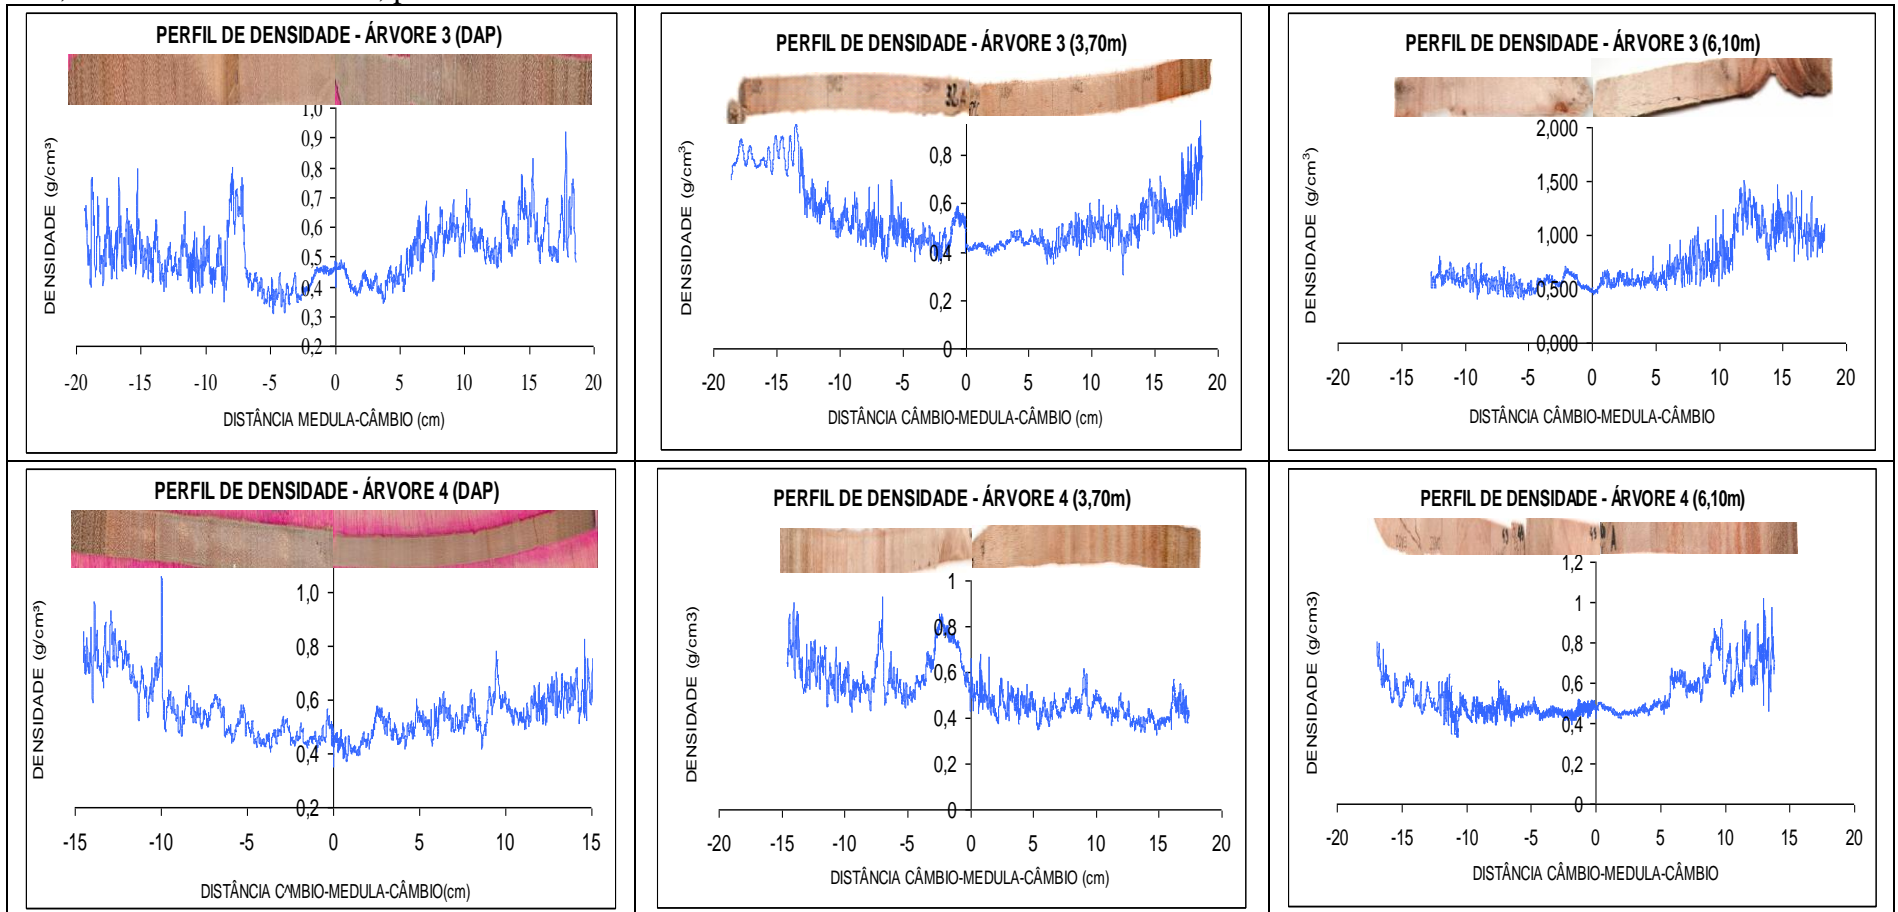 PERFIL DE DENSIDADE - ÁRVORE 3 (DAP)
DENSIDADE (g/cm³)
1,0
0,9
0,8
0,7
0,6
0,5
0,4
0,3
0,2
-20 -15 -10 -5 0 5 10 15 20
DISTÂNCIA MEDULA-CÂMBIO (cm)
PERFIL DE DENSIDADE - ÁRVORE 3 (3,70m)
DENSIDADE (g/cm³)
0,8
0,6
0,4
0,2
0
-20 -15 -10 -5 0 5 10 15 20
DISTÂNCIA CÂMBIO-MEDULA-CÂMBIO (cm)
PERFIL DE DENSIDADE - ÁRVORE 3 (6,10m)
DENSIDADE (g/cm³)
2,000
1,500
1,000
0,500
0,000
-20 -15 -10 -5 0 5 10 15 20
DISTÂNCIA CÂMBIO-MEDULA-CÂMBIO
PERFIL DE DENSIDADE - ÁRVORE 4 (DAP)
DENSIDADE (g/cm³)
1,0
0,8
0,6
0,4
0,2
-15 -10 -5 0 5 10 15
DISTÂNCIA C^MBIO-MEDULA-CÂMBIO(cm)
PERFIL DE DENSIDADE - ÁRVORE 4 (3,70m)
DENSIDADE (g/cm3)
1
0,8
0,6
0,4
0,2
0
-20 -15 -10 -5 0 5 10 15 20
DISTÂNCIA CÂMBIO-MEDULA-CÂMBIO (cm)
PERFIL DE DENSIDADE - ÁRVORE 4 (6,10m)
DENSIDADE (g/cm3)
1,2
1
0,8
0,6
0,4
0,2
0
-20 -15 -10 -5 0 5 10 15 20
DISTÂNCIA CÂMBIO-MEDULA-CÂMBIO